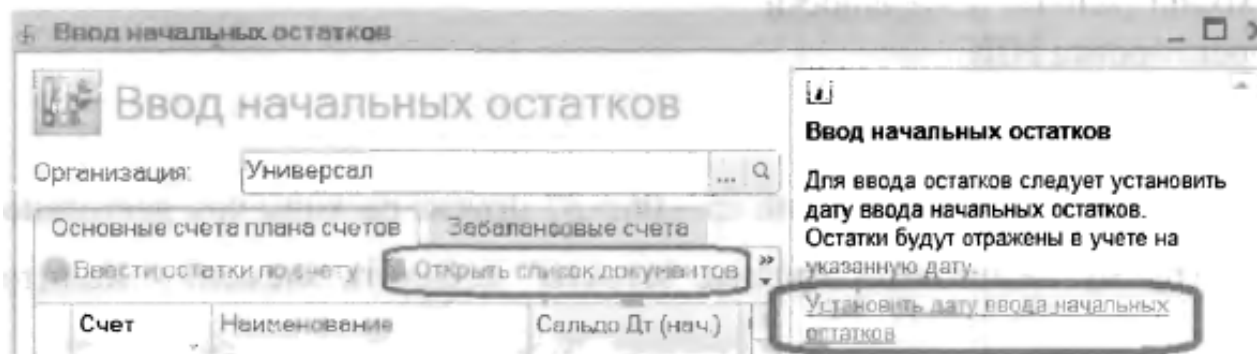 Ввод начальных остатков
Ввод начальных остатков
Организация:
Универсал
...
Основные счета плана счетов
Забалансовые счета
Ввести остатки по счету
Открыть список документов
Счет
Наименование
Сальдо Дт (нач.)
Ввод начальных остатков
Для ввода остатков следует установить
дату ввода начальных остатков.
Остатки будут отражены в учете на
указанную дату.
Установить дату ввода начальных
остатков